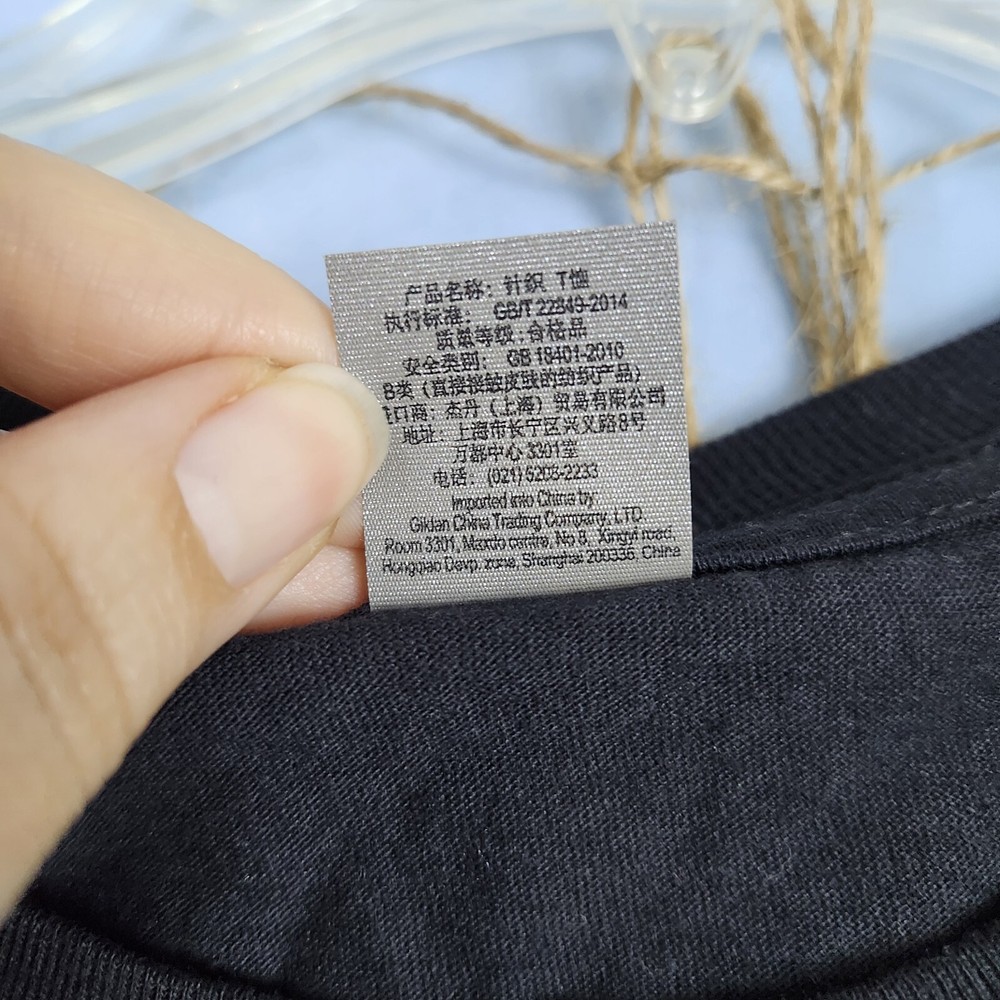 产品名称：针织 T恤
执行标准： GB/T 22849-2014
质量等级：合格品
安全类别： GB 18401-2010
B类（直接接触皮肤的纺织产品）
进口商：杰丹（上海）贸易有限公司
地址：上海市长宁区兴义路8号
万都中心3301室
电话：(021) 5208-2233
Imported into China by
Gildan China Trading Company, LTD
Room 3301, Maxdo centre, No 8, Xingyi road,
Hongqiao Devp. zone, Shanghai 200336, China